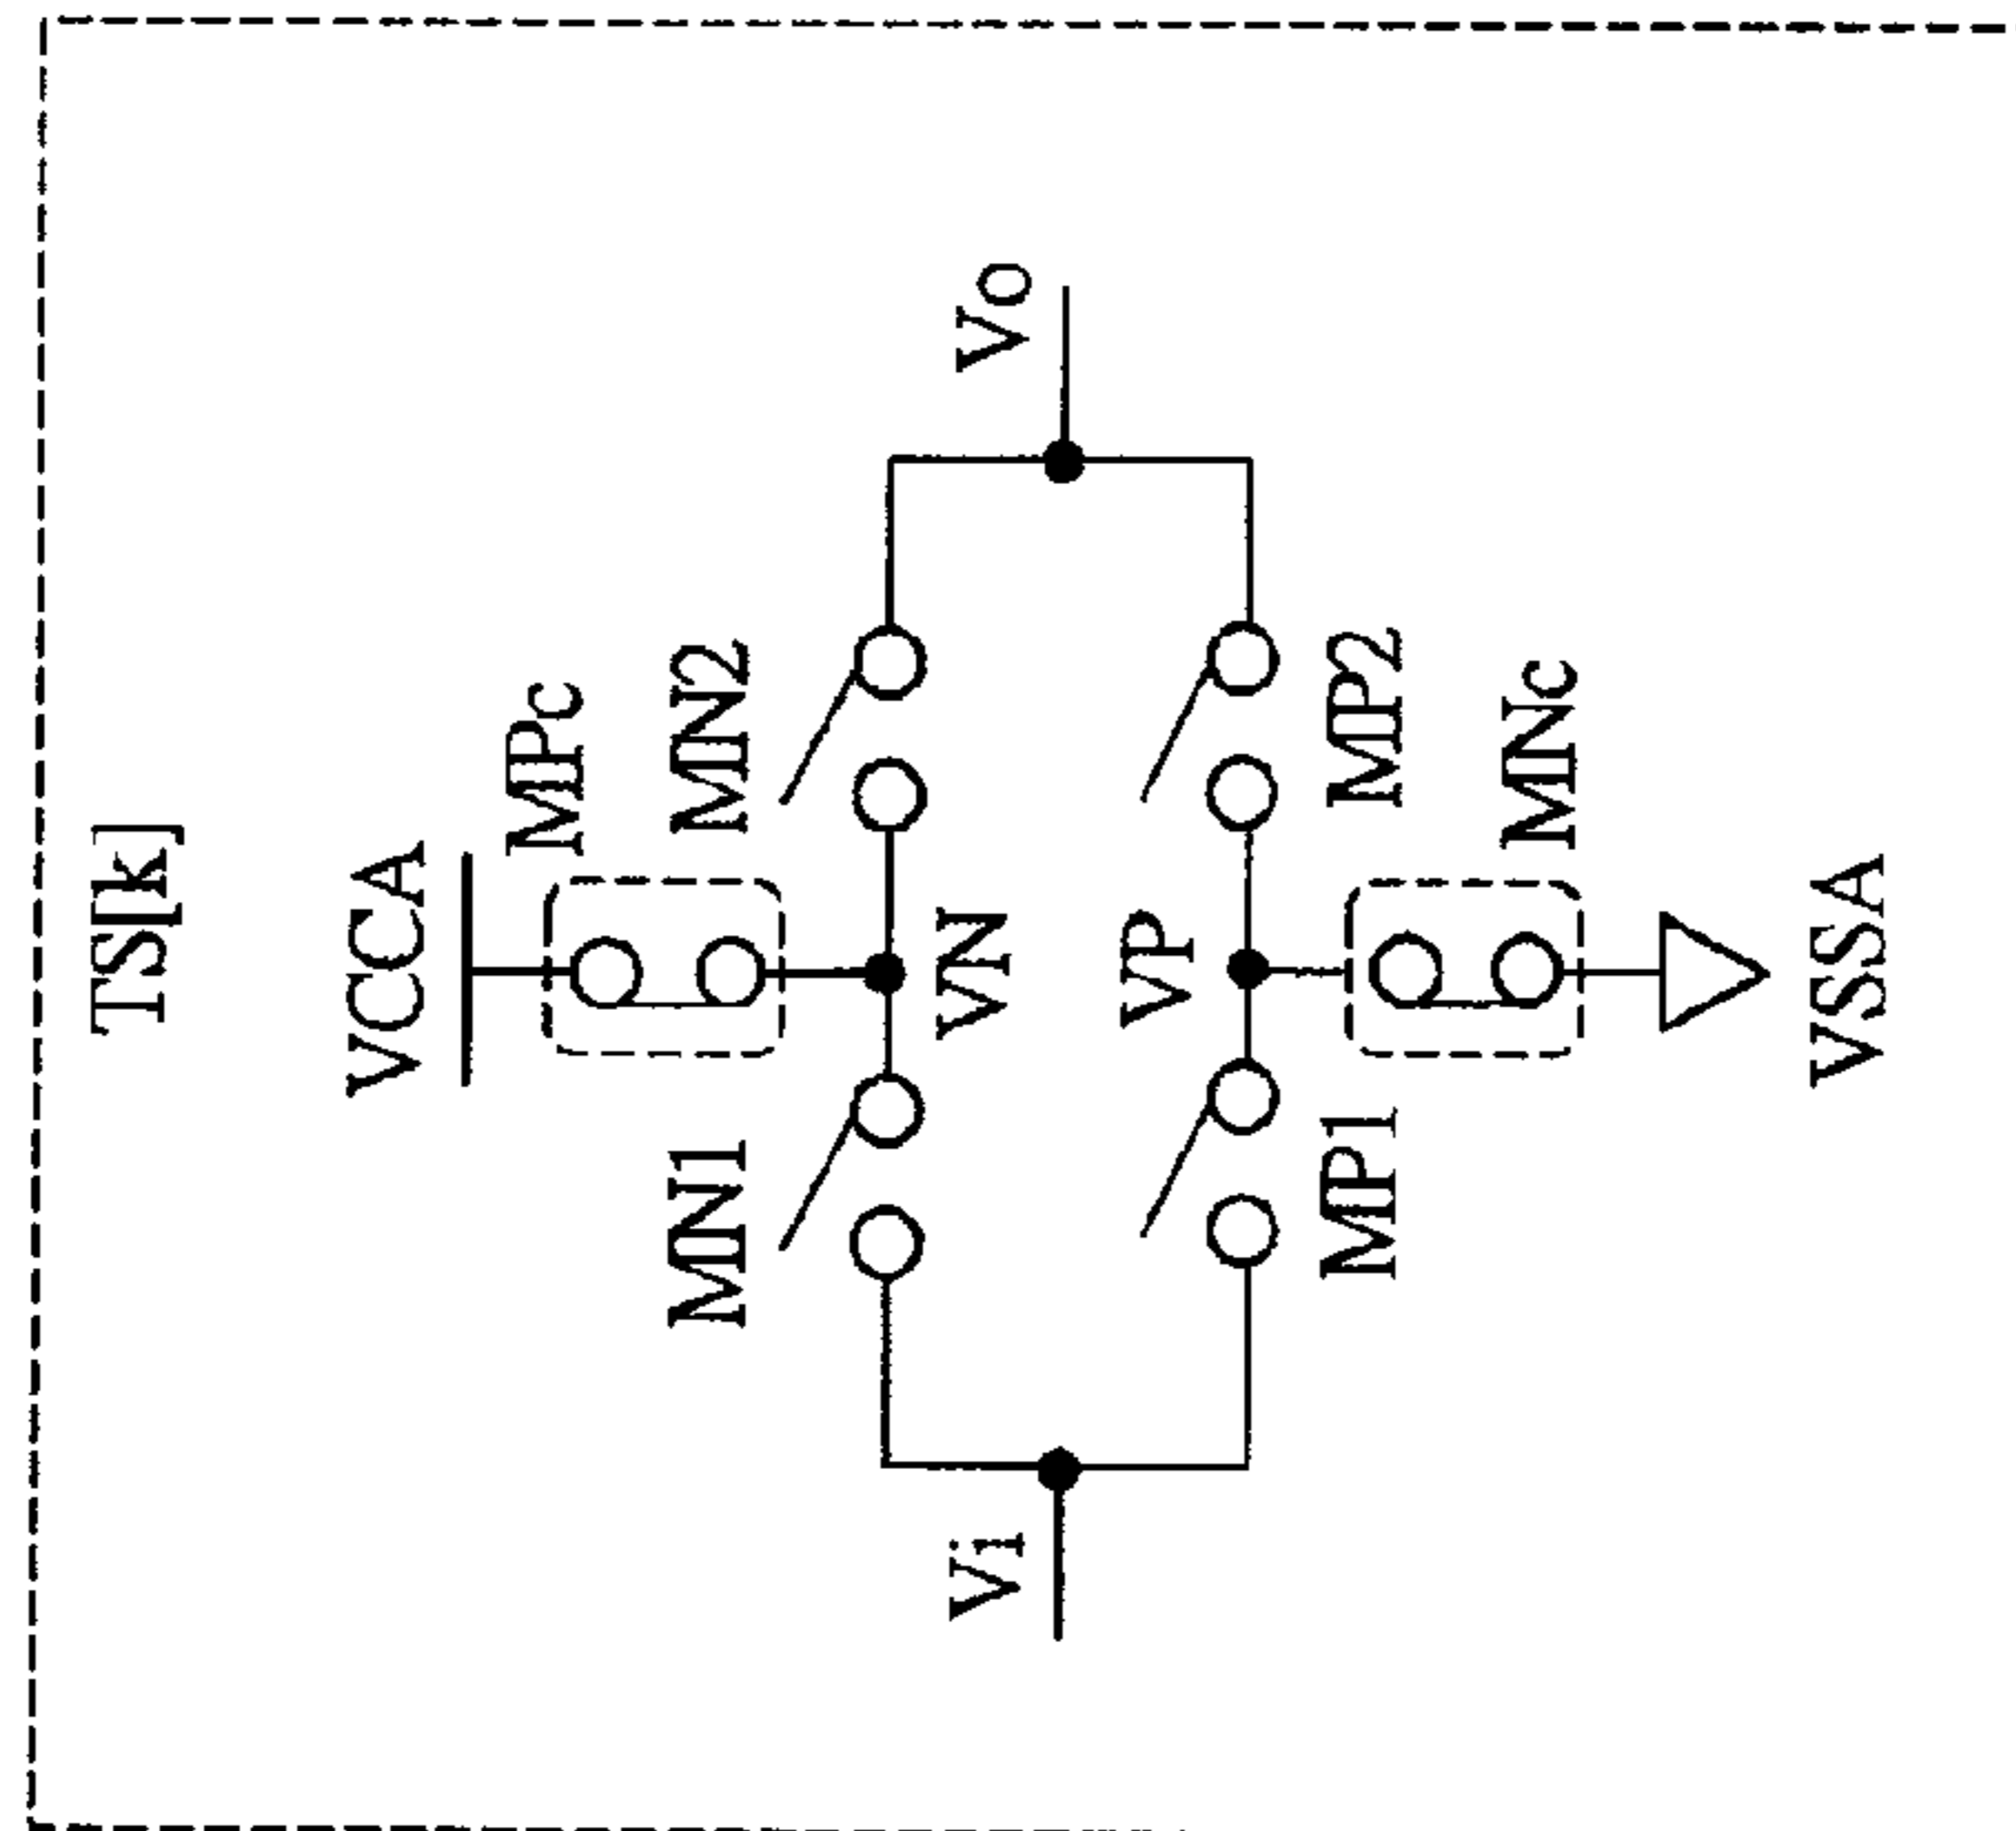 TS[k]
VCCA
MPc
MN1
MN2
VN
Vi
Vo
VP
MP1
MP2
MNc
VSSA